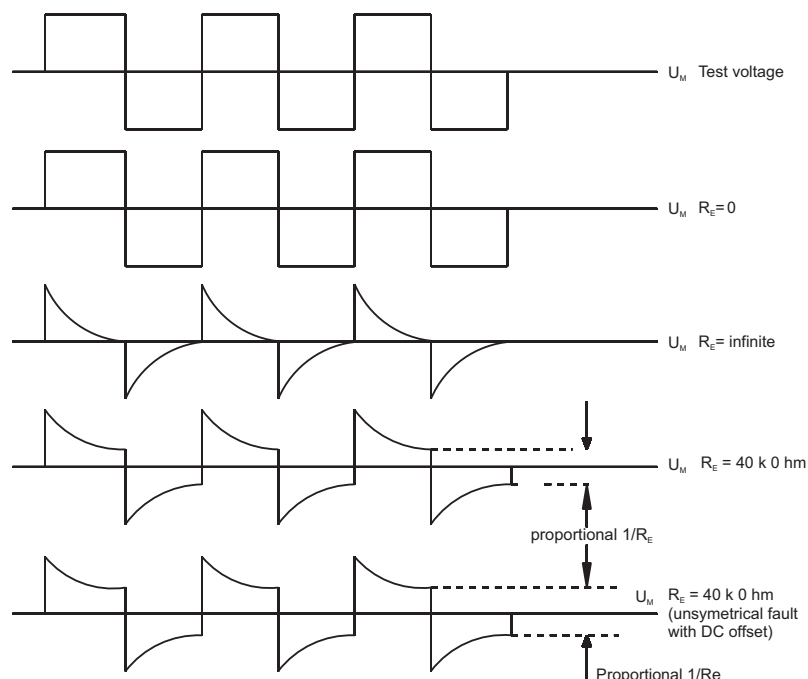 U_M Test voltage
U_M R_E= 0
U_M R_E= infinite
U_M R_E = 40 k 0 hm
proportional 1/R_E
U_M R_E = 40 k 0 hm
(unsymetrical fault
with DC offset)
Proportional 1/Re